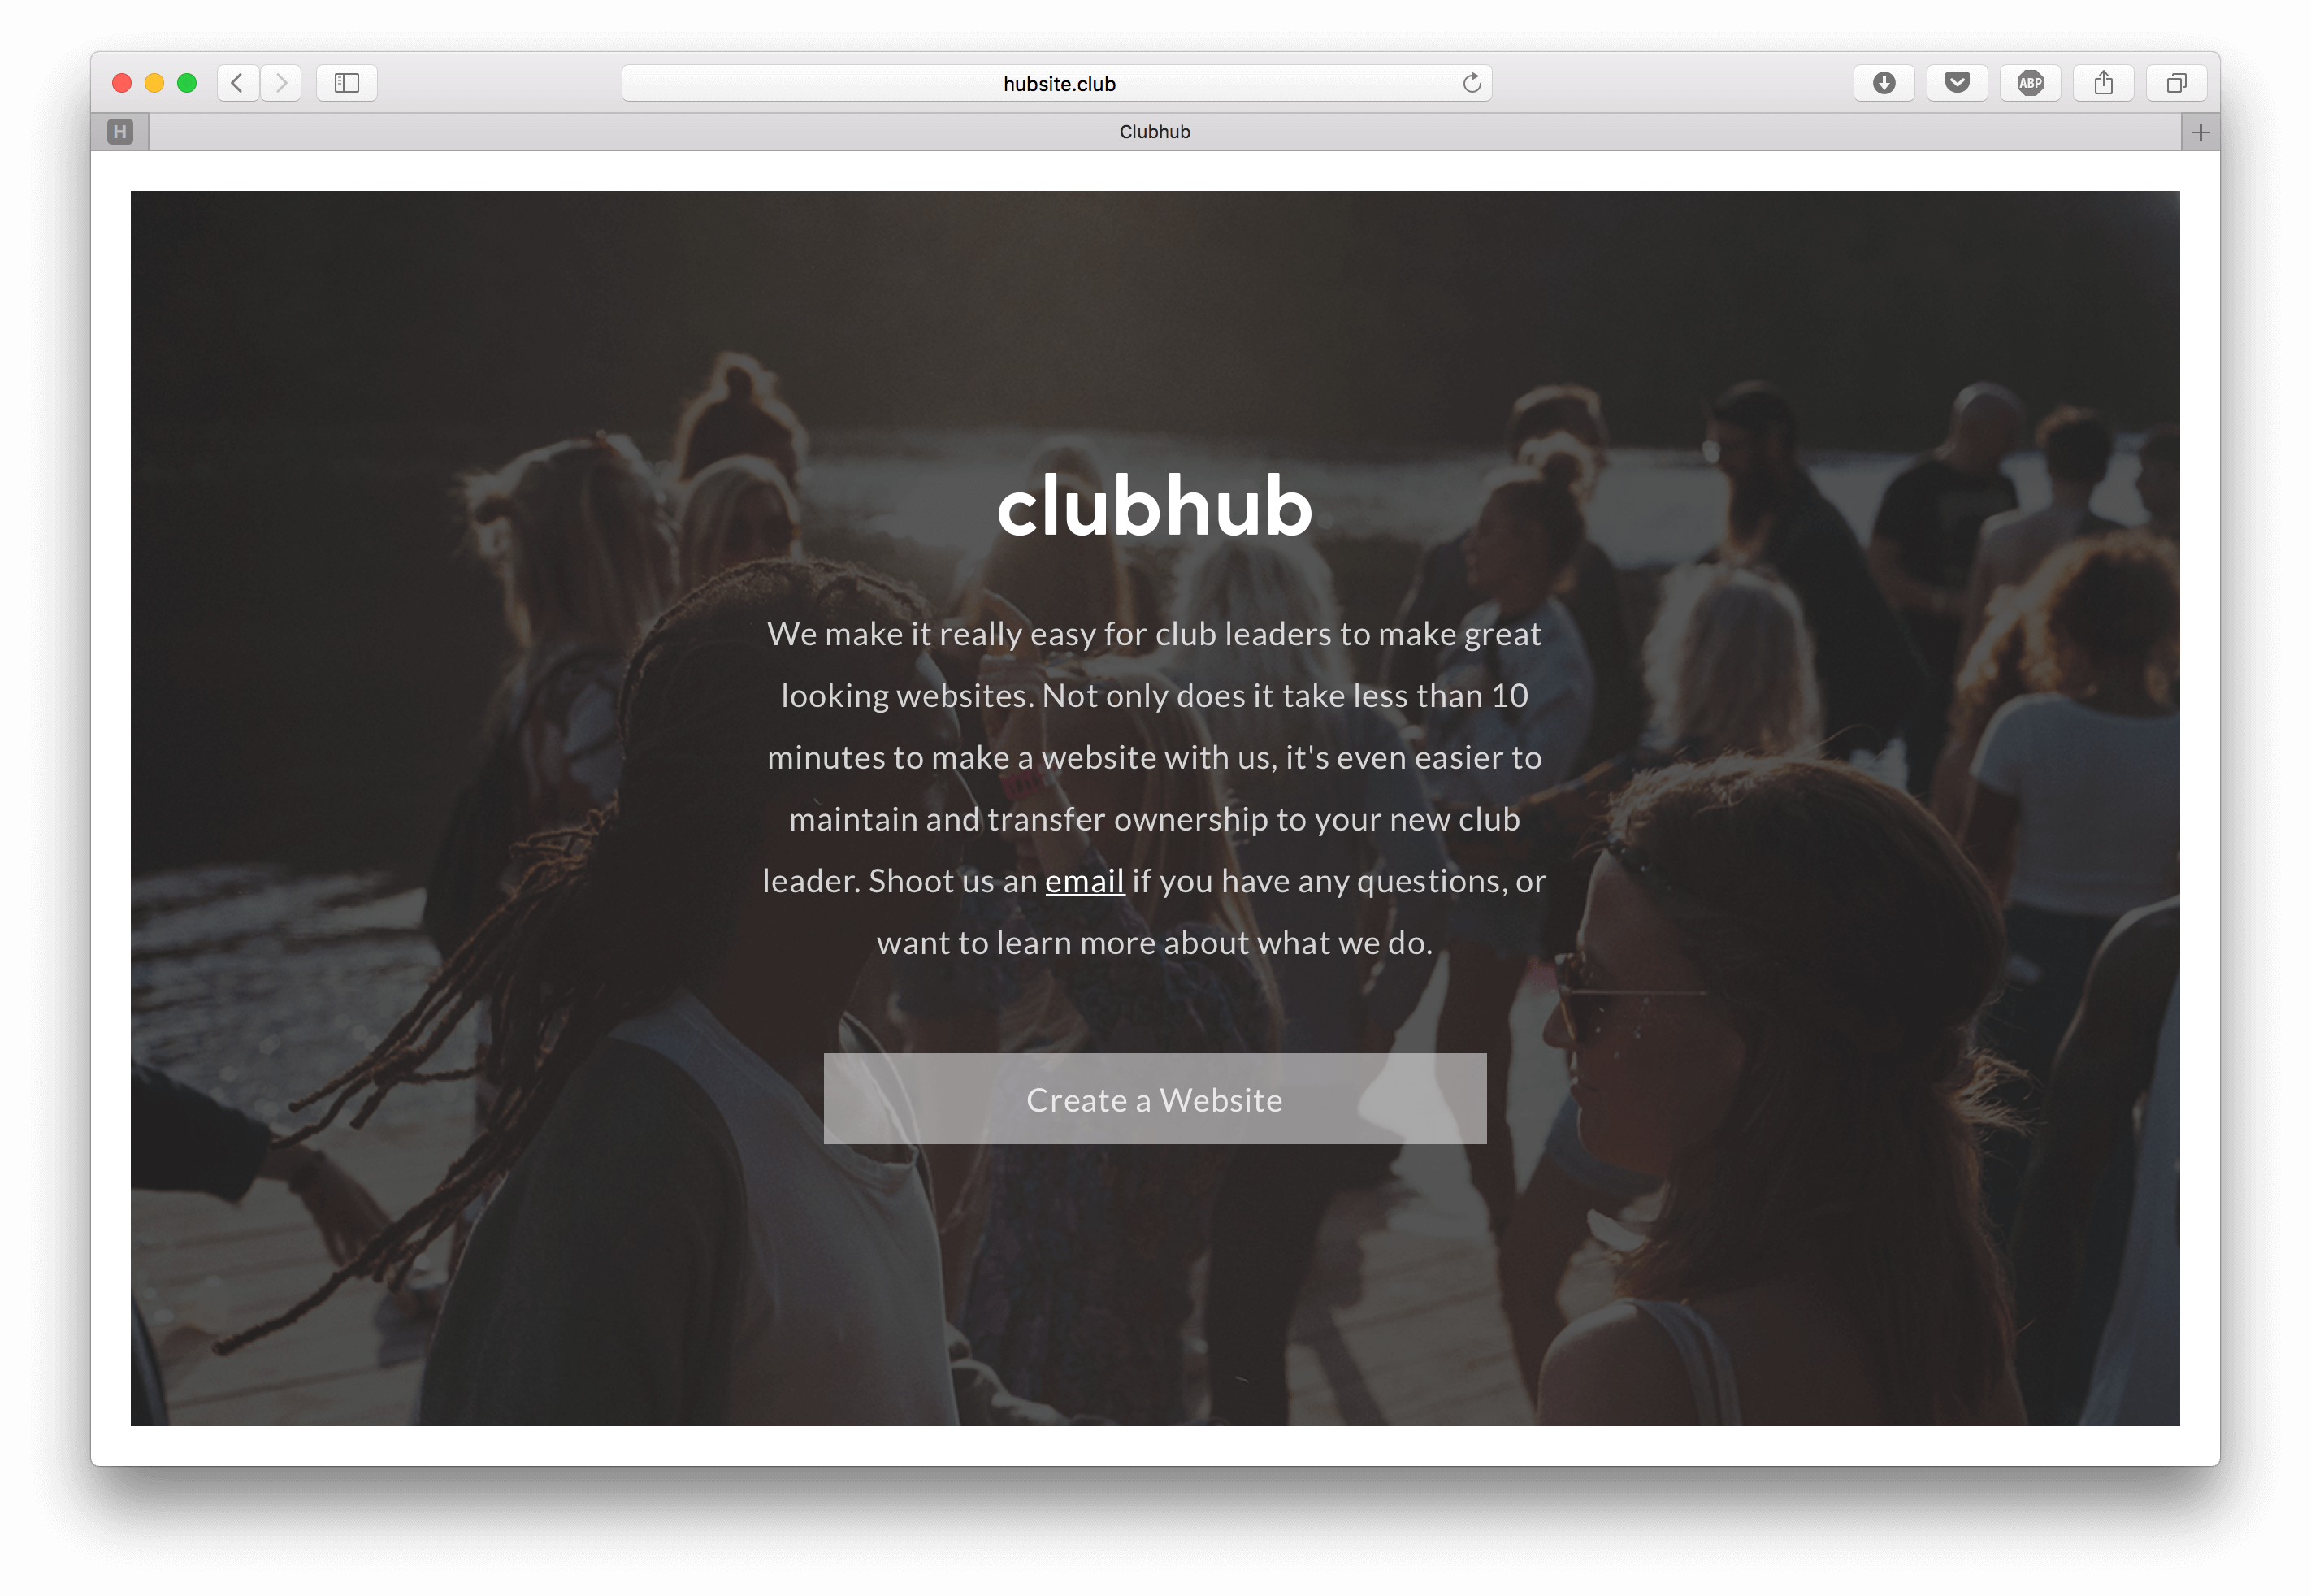 hubsite.club
ABP
H
Clubhub
clubhub
We make it really easy for club leaders to make great
looking websites. Not only does it take less than 10
minutes to make a website with us, it's even easier to
maintain and transfer ownership to your new club
leader. Shoot us an email if you have any questions, or
want to learn more about what we do.
Create a Website